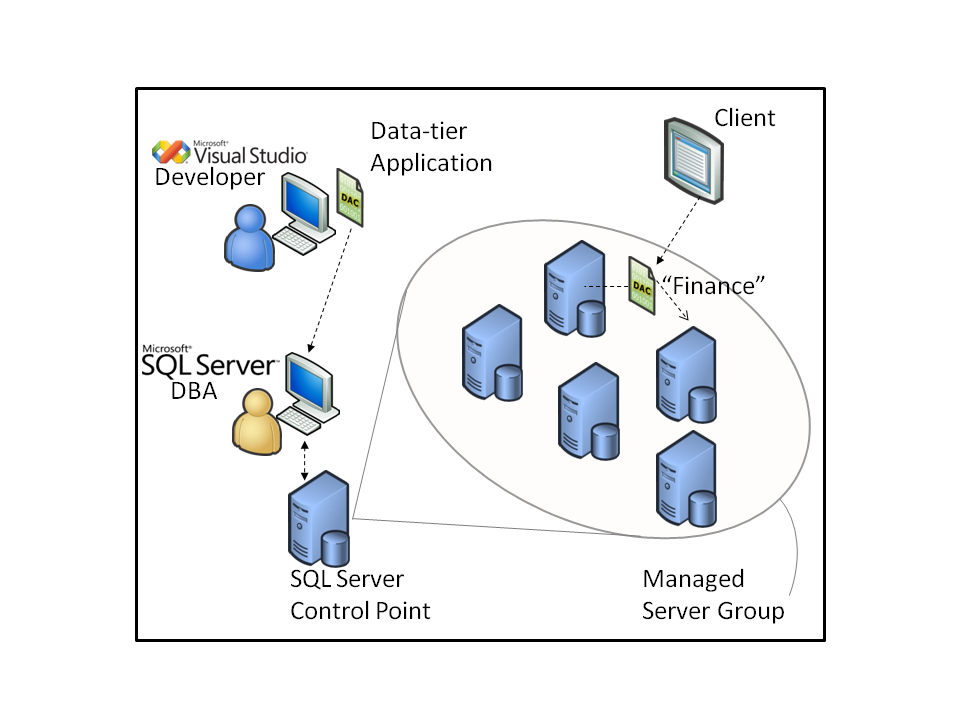 Microsoft®
Visual Studio®
Developer
Data-tier
Application
DAC
Client
DAC
“Finance”
Microsoft®
SQL Server™
DBA
SQL Server
Control Point
Managed
Server Group